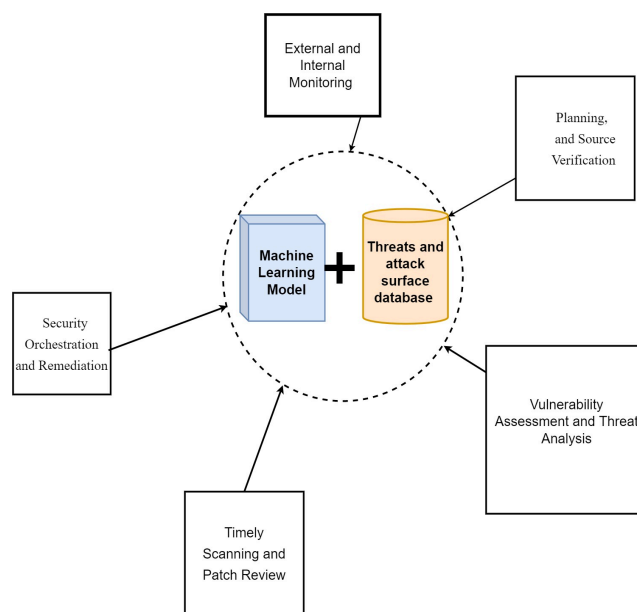 External and
Internal
Monitoring
Planning,
and Source
Verification
Machine
Learning
Model
+
Threats and
attack
surface
database
Security
Orchestration
and Remediation
Vulnerability
Assessment and Threat
Analysis
Timely
Scanning and
Patch Review